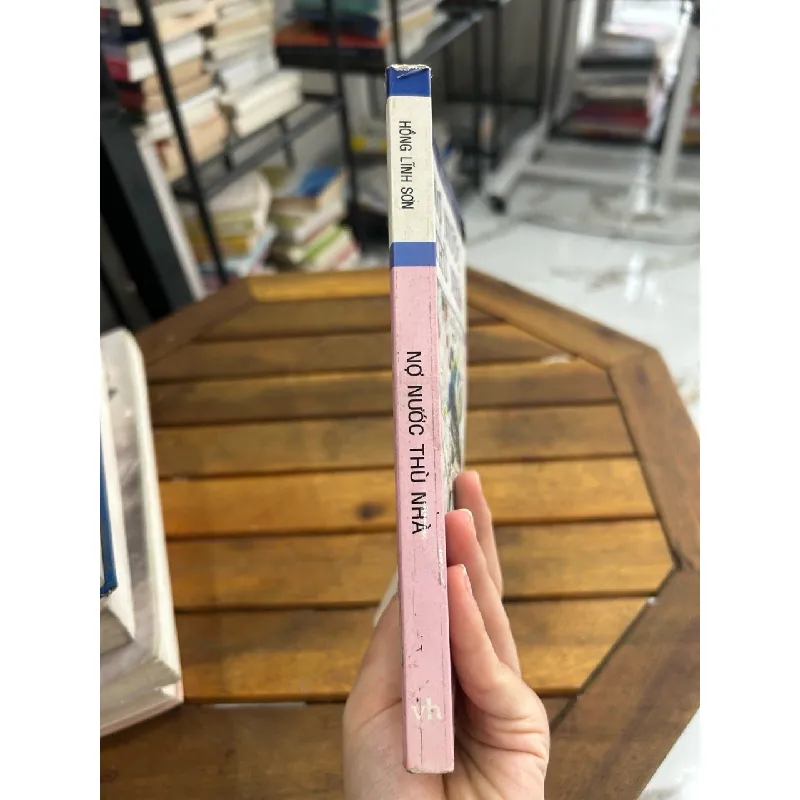 HỒNG LĨNH SƠN
NỢ NƯỚC THÙ NHÀ
vh